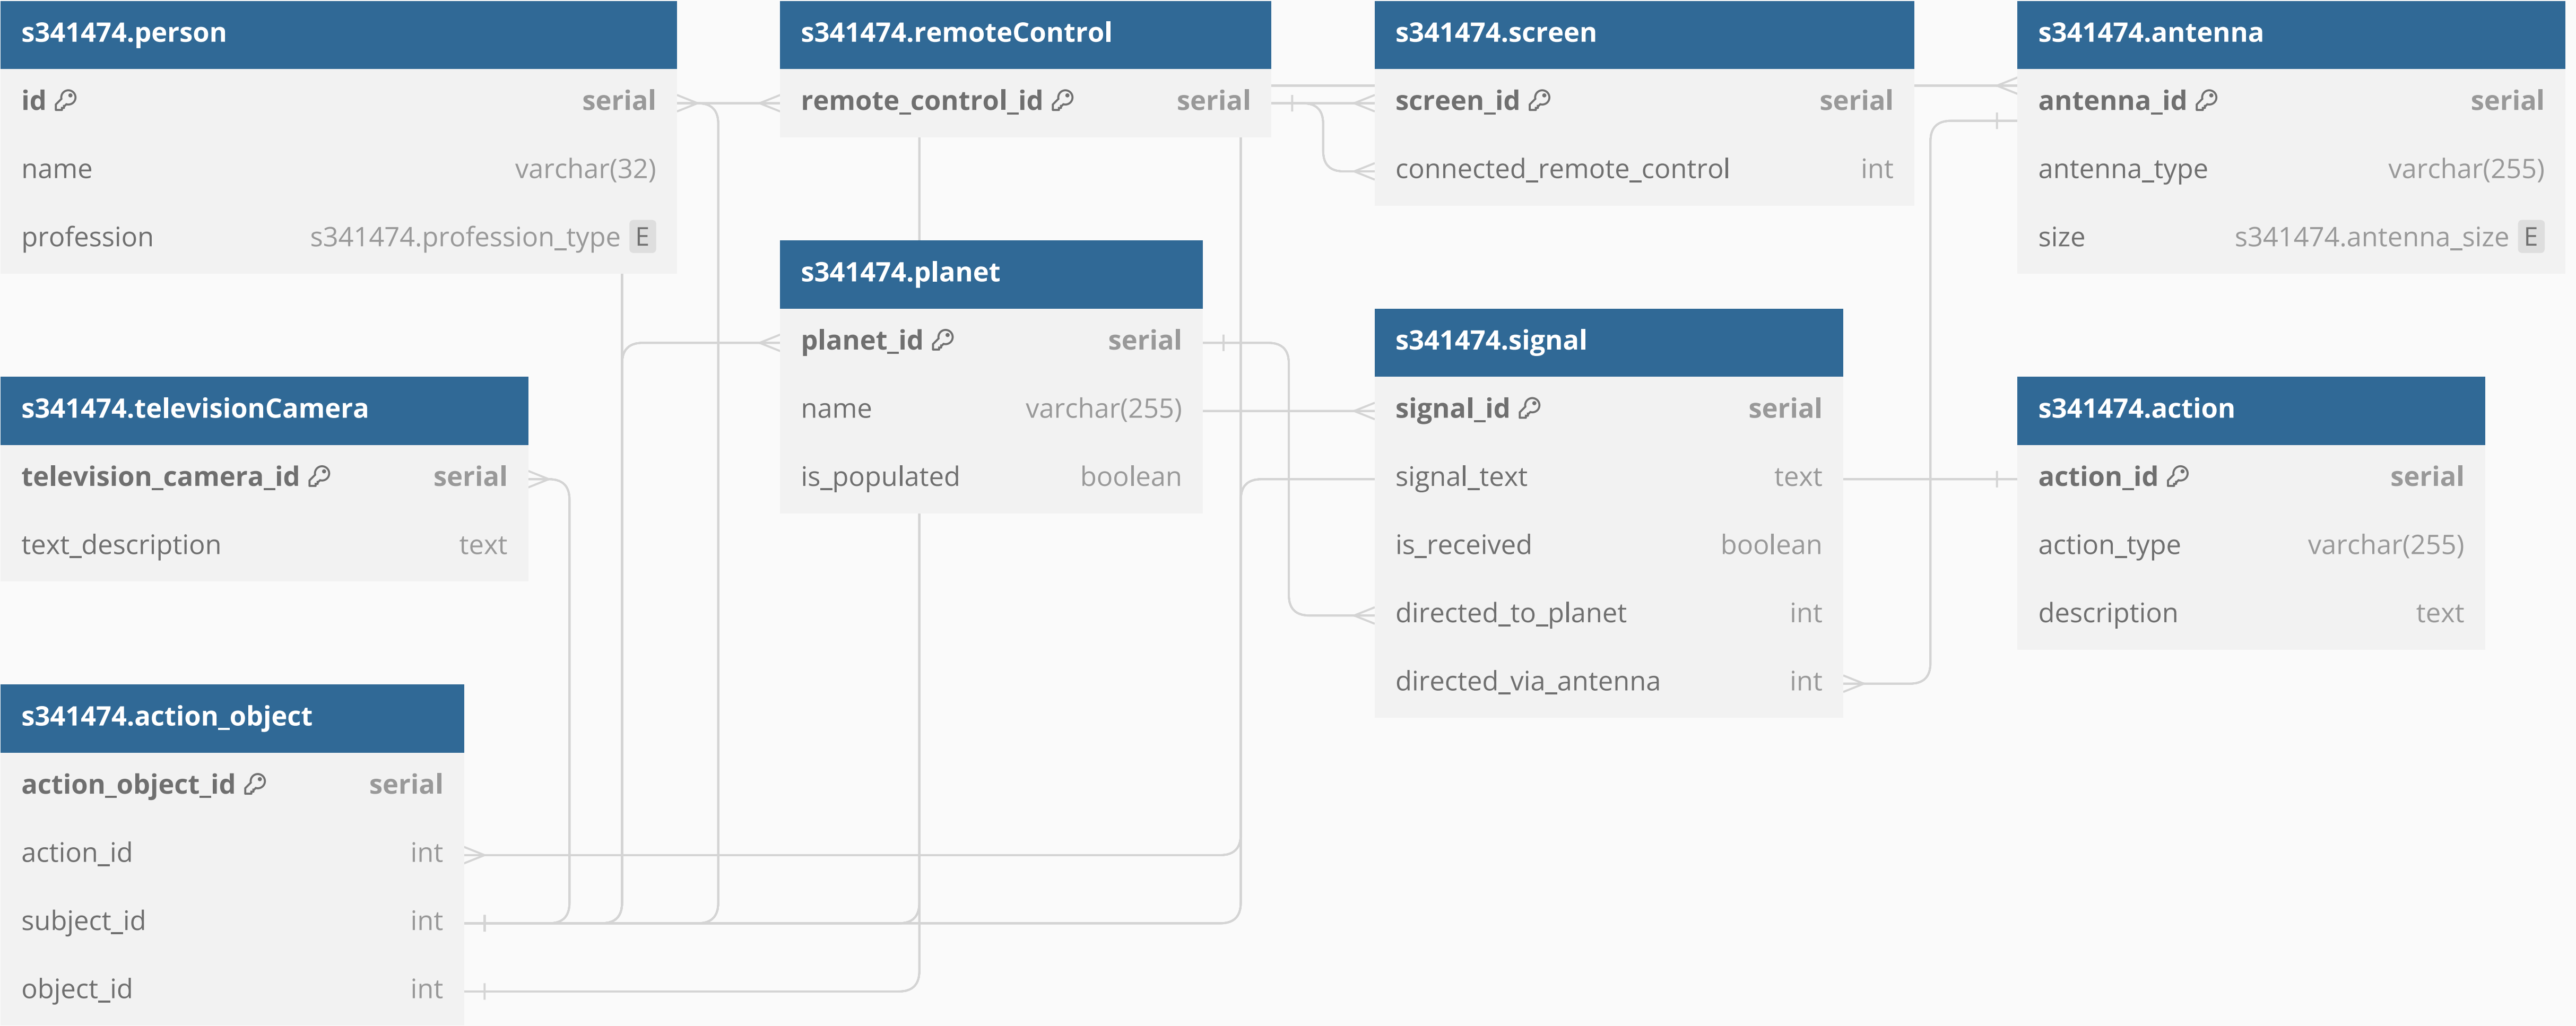 s341474.person
id serial
name varchar(32)
profession s341474.profession_type E
s341474.remoteControl
remote_control_id serial
s341474.screen
screen_id serial
connected_remote_control int
s341474.antenna
antenna_id serial
antenna_type varchar(255)
size s341474.antenna_size E
s341474.planet
planet_id serial
name varchar(255)
is_populated boolean
s341474.signal
signal_id serial
signal_text text
is_received boolean
directed_to_planet int
directed_via_antenna int
s341474.televisionCamera
television_camera_id serial
text_description text
s341474.action
action_id serial
action_type varchar(255)
description text
s341474.action_object
action_object_id serial
action_id int
subject_id int
object_id int